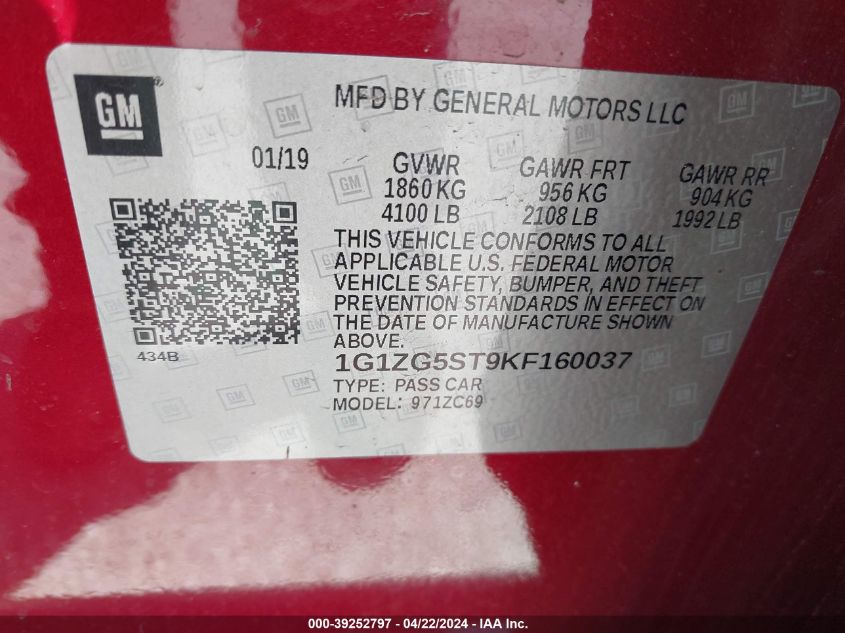 GM
MFD BY GENERAL MOTORS LLC
01/19
GVWR GAWR FRT GAWR RR
1860 KG 956 KG 904 KG
4100 LB 2108 LB 1992 LB
THIS VEHICLE CONFORMS TO ALL
APPLICABLE U.S. FEDERAL MOTOR
VEHICLE SAFETY, BUMPER, AND THEFT
PREVENTION STANDARDS IN EFFECT ON
THE DATE OF MANUFACTURE SHOWN
ABOVE.
434B
1G1ZG5ST9KF160037
TYPE: PASS CAR
MODEL: 971ZC69
000-39252797 - 04/22/2024 - IAA Inc.